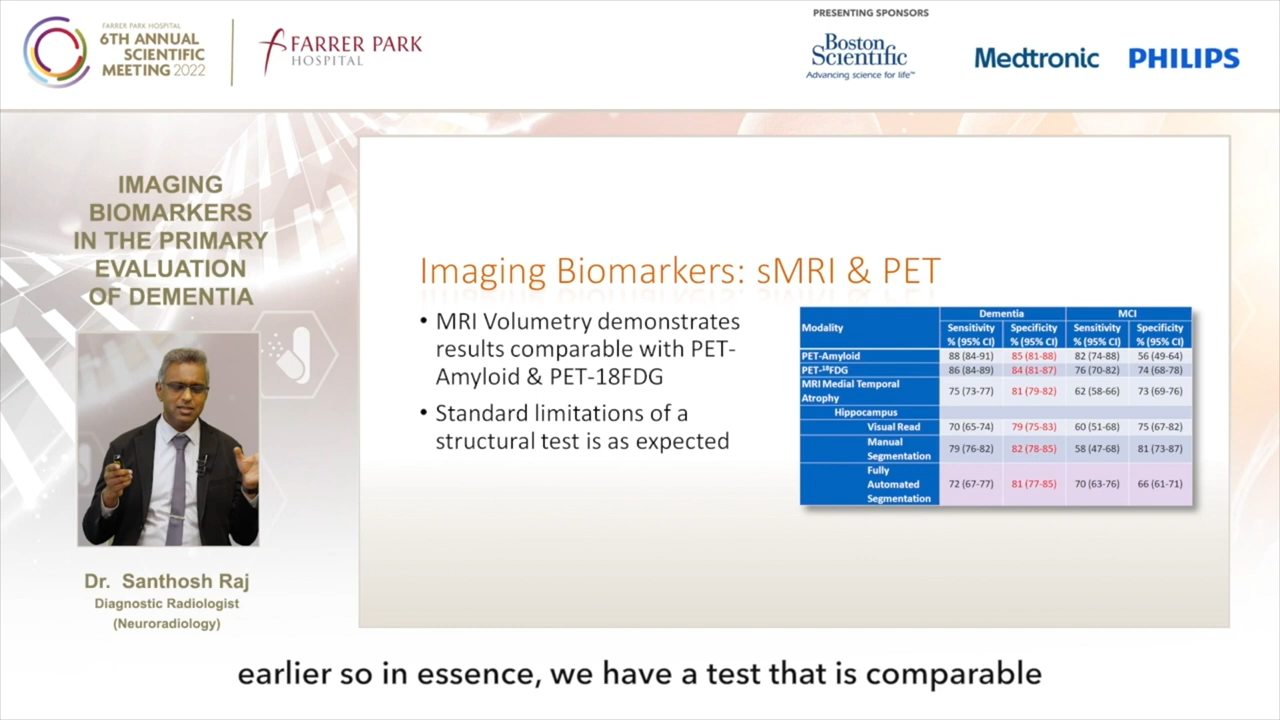 FARRER PARK HOSPITAL
6TH ANNUAL
SCIENTIFIC
MEETING 2022
FARRER PARK
HOSPITAL
PRESENTING SPONSORS
Boston
Scientific
Advancing science for life™
Medtronic
PHILIPS
IMAGING
BIOMARKERS
IN THE PRIMARY
EVALUATION
OF DEMENTIA
Dr. Santhosh Raj
Diagnostic Radiologist
(Neuroradiology)
Imaging Biomarkers: sMRI & PET
• MRI Volumetry demonstrates
results comparable with PET-
Amyloid & PET-18FDG
• Standard limitations of a
structural test is as expected
Modality Dementia MCI
Sensitivity Specificity Sensitivity Specificity
% (95% CI) % (95% CI) % (95% CI) % (95% CI)
PET-Amyloid 88 (84-91) 85 (81-88) 82 (74-88) 56 (49-64)
PET-¹⁸FDG 86 (84-89) 84 (81-87) 76 (70-82) 74 (68-78)
MRI Medial Temporal
Atrophy 75 (73-77) 81 (79-82) 62 (58-66) 73 (69-76)
Hippocampus
Visual Read 70 (65-74) 79 (75-83) 60 (51-68) 75 (67-82)
Manual
Segmentation 79 (76-82) 82 (78-85) 58 (47-68) 81 (73-87)
Fully
Automated
Segmentation 72 (67-77) 81 (77-85) 70 (63-76) 66 (61-71)
earlier so in essence, we have a test that is comparable